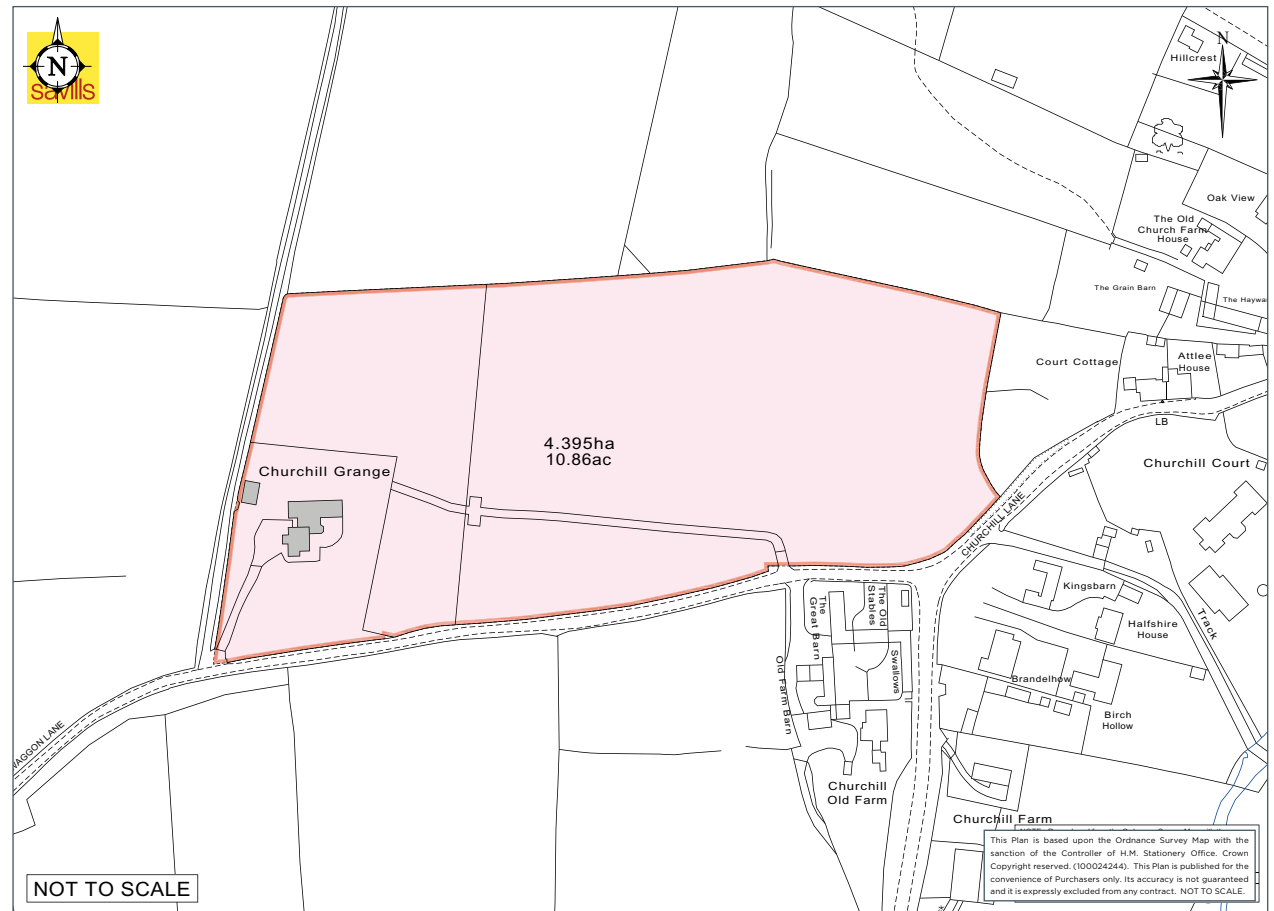 N
savills
N
Hillcrest
Oak View
The Old
Church Farm
House
The Grain Barn
Court Cottage
Attlee
House
LB
Churchill Court
4.395ha
10.86ac
Churchill Grange
CHURCHILL LANE
Kingsbarn
The Old
Stables
The
Great Barn
Halfshire
House
Track
Swallows
Old Farm Barn
Brandelhow
Birch
Hollow
WAGGON LANE
Churchill
Old Farm
Churchill Farm
This Plan is based upon the Ordnance Survey Map with the
sanction of the Controller of H.M. Stationery Office. Crown
Copyright reserved. (100024244). This Plan is published for the
convenience of Purchasers only. Its accuracy is not guaranteed
and it is expressly excluded from any contract. NOT TO SCALE.
NOT TO SCALE